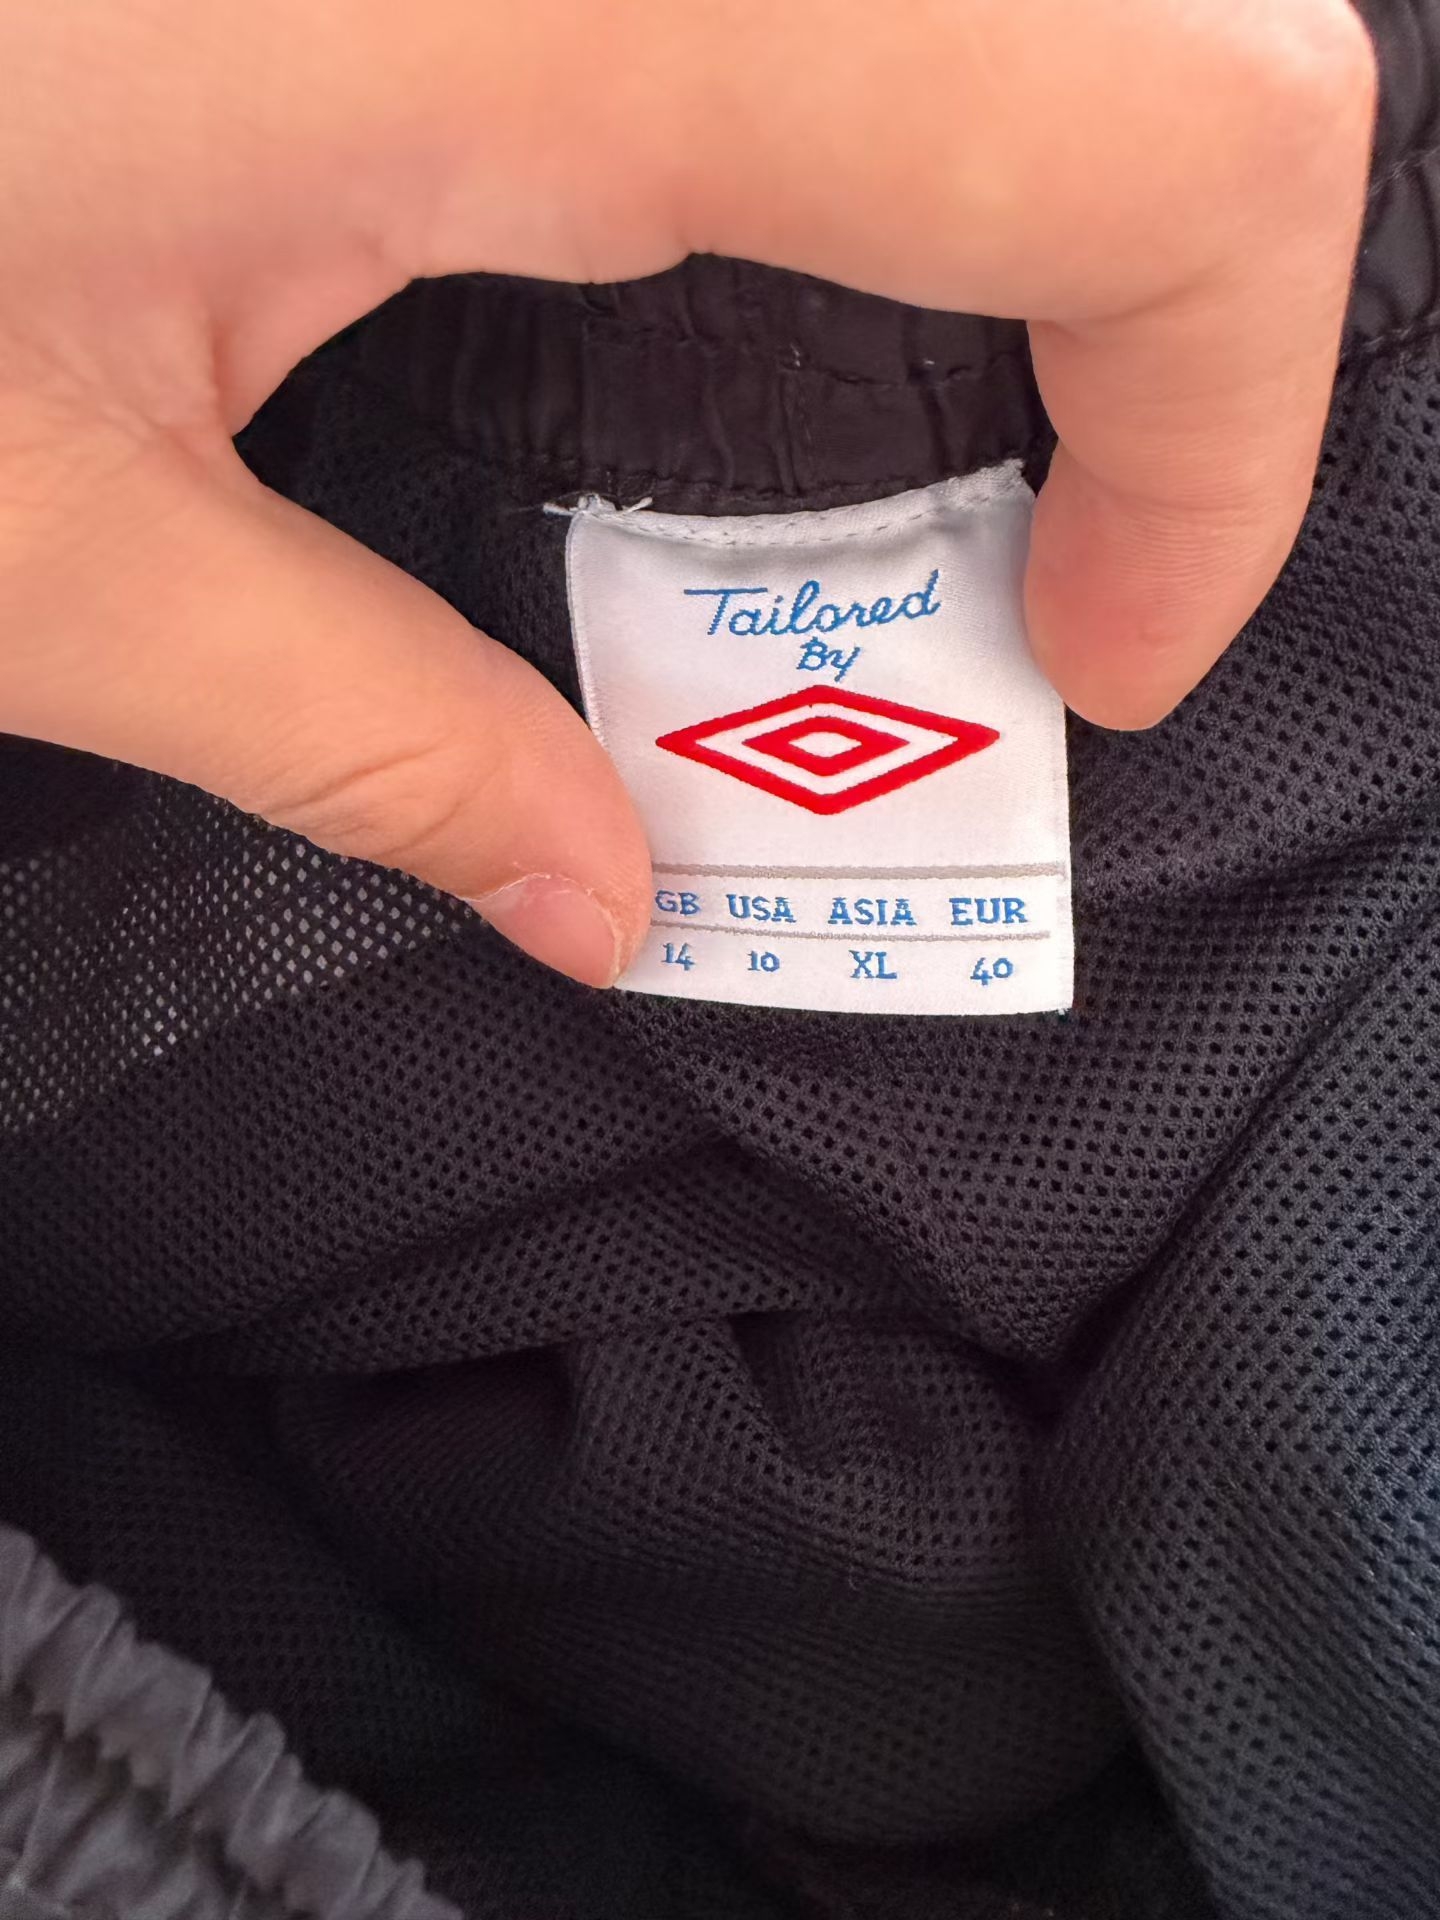 Tailored
By
GB USA ASIA EUR
14 10 XL 40